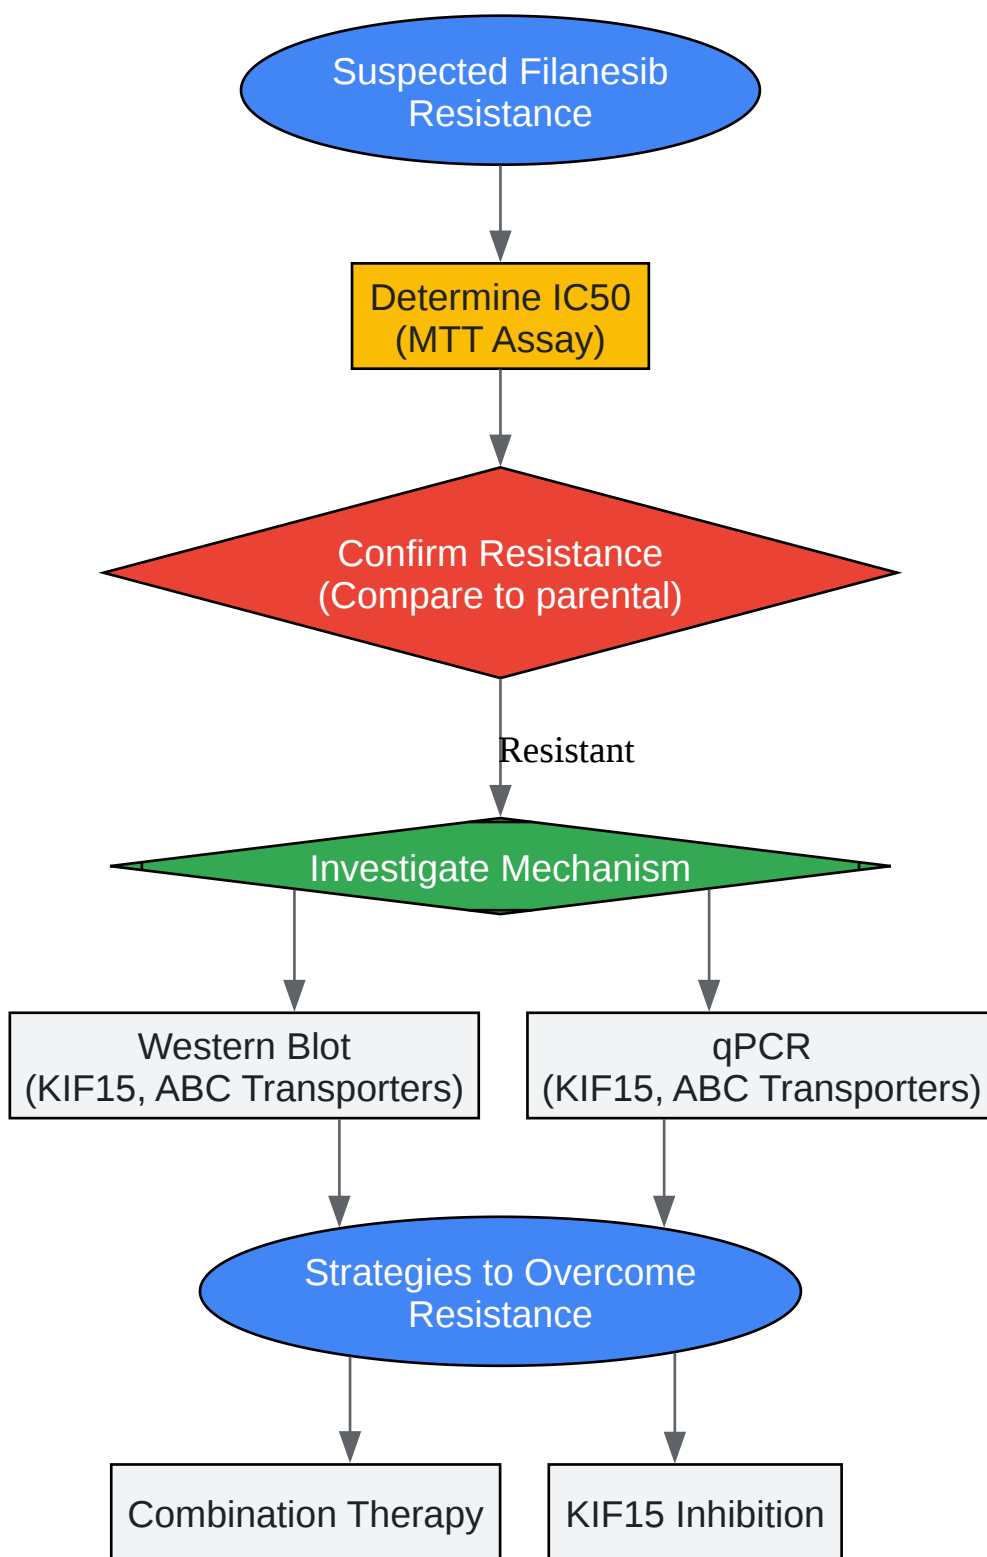 Suspected Filanesib
Resistance
Determine IC50
(MTT Assay)
Confirm Resistance
(Compare to parental)
Resistant
Investigate Mechanism
Western Blot
(KIF15, ABC Transporters)
qPCR
(KIF15, ABC Transporters)
Strategies to Overcome
Resistance
Combination Therapy
KIF15 Inhibition